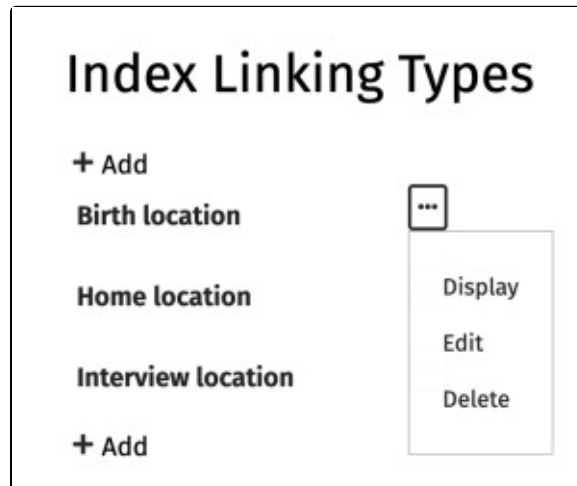 Index Linking Types
+ Add
Birth location
...
Home location
Display
Edit
Interview location
Delete
+ Add